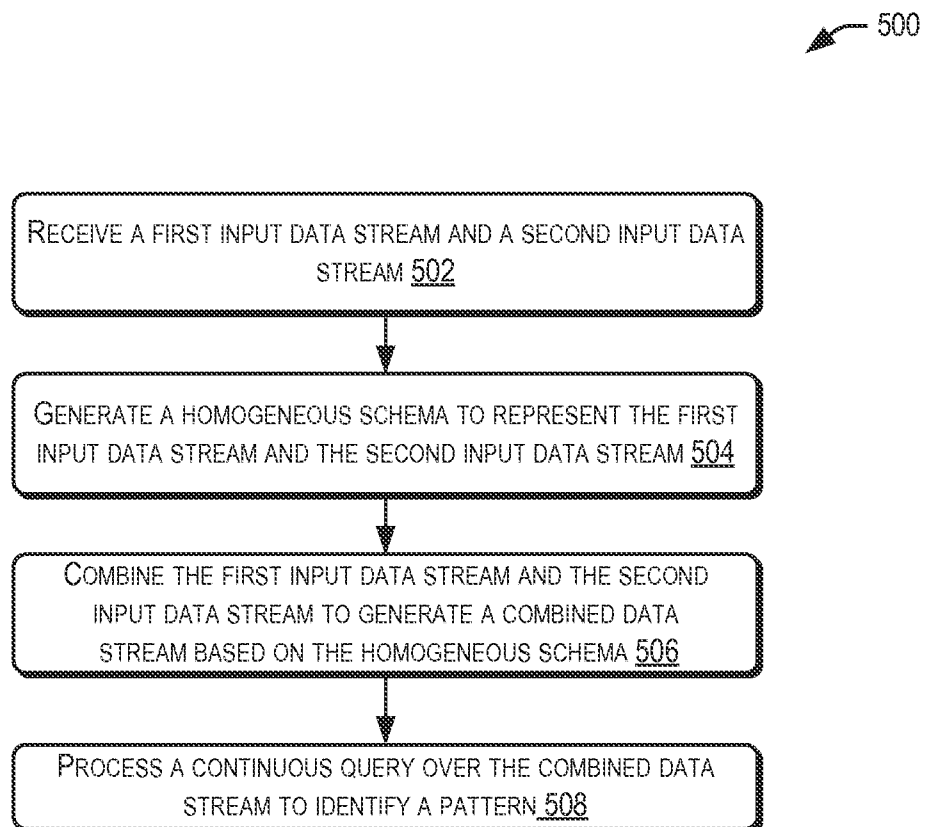 500
RECEIVE A FIRST INPUT DATA STREAM AND A SECOND INPUT DATA
STREAM 502
GENERATE A HOMOGENEOUS SCHEMA TO REPRESENT THE FIRST
INPUT DATA STREAM AND THE SECOND INPUT DATA STREAM 504
COMBINE THE FIRST INPUT DATA STREAM AND THE SECOND
INPUT DATA STREAM TO GENERATE A COMBINED DATA
STREAM BASED ON THE HOMOGENEOUS SCHEMA 506
PROCESS A CONTINUOUS QUERY OVER THE COMBINED DATA
STREAM TO IDENTIFY A PATTERN 508